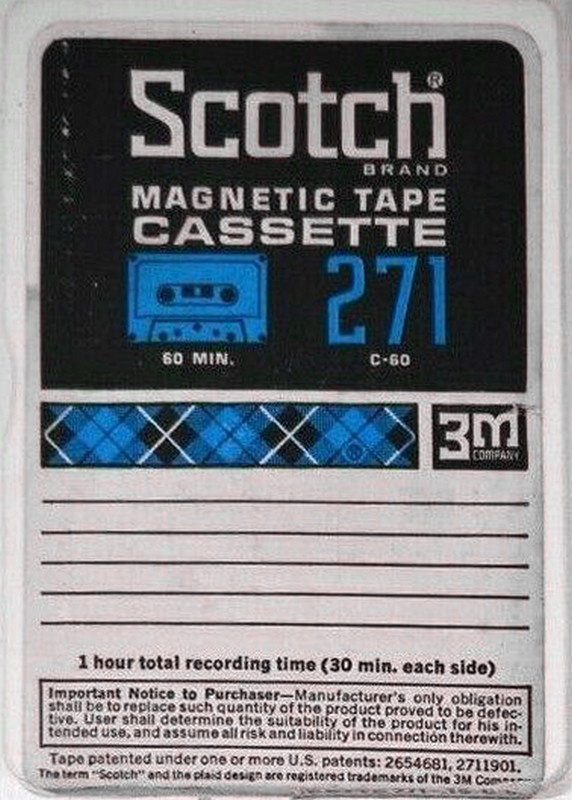 Scotch®
BRAND
MAGNETIC TAPE
CASSETTE
271
60 MIN.
C-60
®
3M
COMPANY
1 hour total recording time (30 min. each side)
Important Notice to Purchaser—Manufacturer's only obligation
shall be to replace such quantity of the product proved to be defec-
tive. User shall determine the suitability of the product for his in-
tended use, and assume all risk and liability in connection therewith.
Tape patented under one or more U.S. patents: 2654681, 2711901.
The term "Scotch" and the plaid design are registered trademarks of the 3M